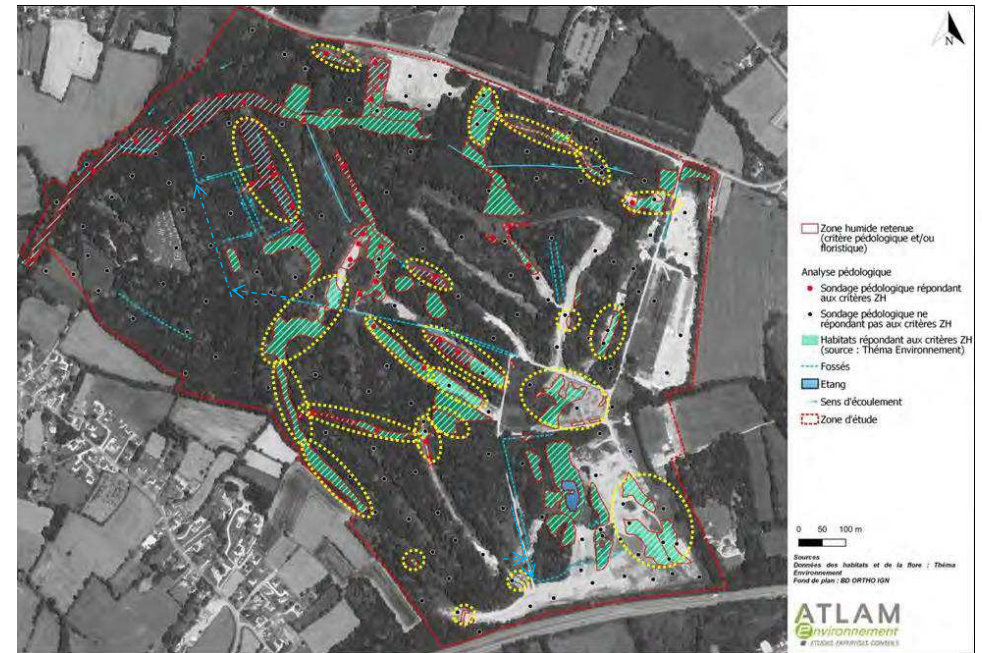 N
Zone humide retenue
(critère pédologique et/ou
floristique)
Analyse pédologique
Sondage pédologique répondant
aux critères ZH
Sondage pédologique ne
répondant pas aux critères ZH
Habitats répondant aux critères ZH
(source : Théma Environnement)
Fossés
Etang
Sens d'écoulement
Zone d'étude
0 50 100 m
Sources
Données des habitats et de la flore : Théma
Environnement
Fond de plan : BD ORTHO IGN
ATLAM
environnement
ETUDES EXPERTISES CONSEILS